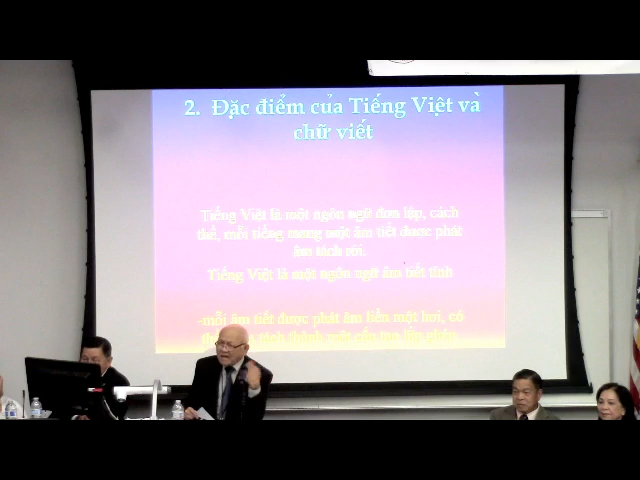 2. Đặc điểm của Tiếng Việt và
chữ viết
Tiếng Việt là một ngôn ngữ đơn lập, cách
thể, mỗi tiếng mang một âm tiết được phát
âm tách rời.
Tiếng Việt là một ngôn ngữ âm tiết tính
-mỗi âm tiết được phát âm liền một hơi, có
tách thành